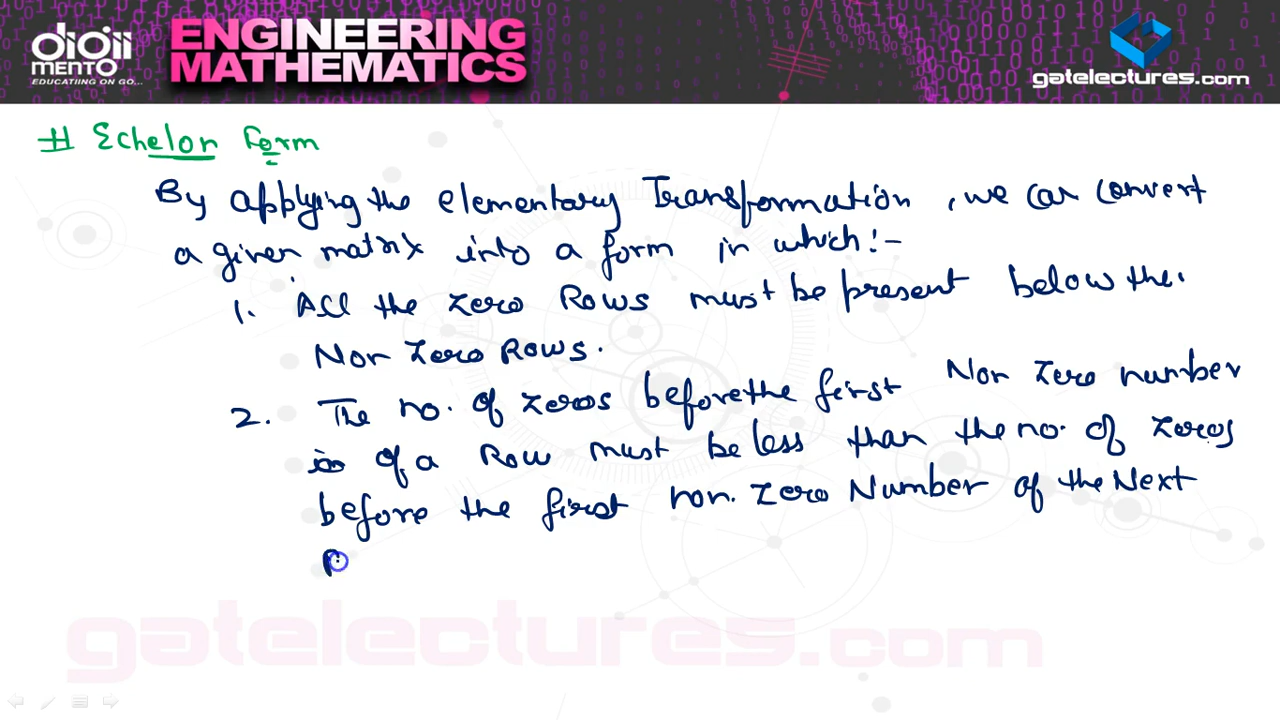 digii
MENTO
EDUCATIING ON GO...
ENGINEERING
MATHEMATICS
gatelectures.com
# Echelon Form
By applying the elementary Transformation, we can convert
a given matrix into a form in which:-
1. All the zero Rows must be present below the
Non zero Rows.
2. The no. of zeros before the first Non zero number
of a Row must be less than the no. of zeros
before the first non. zero Number of the Next
gatelectures.com